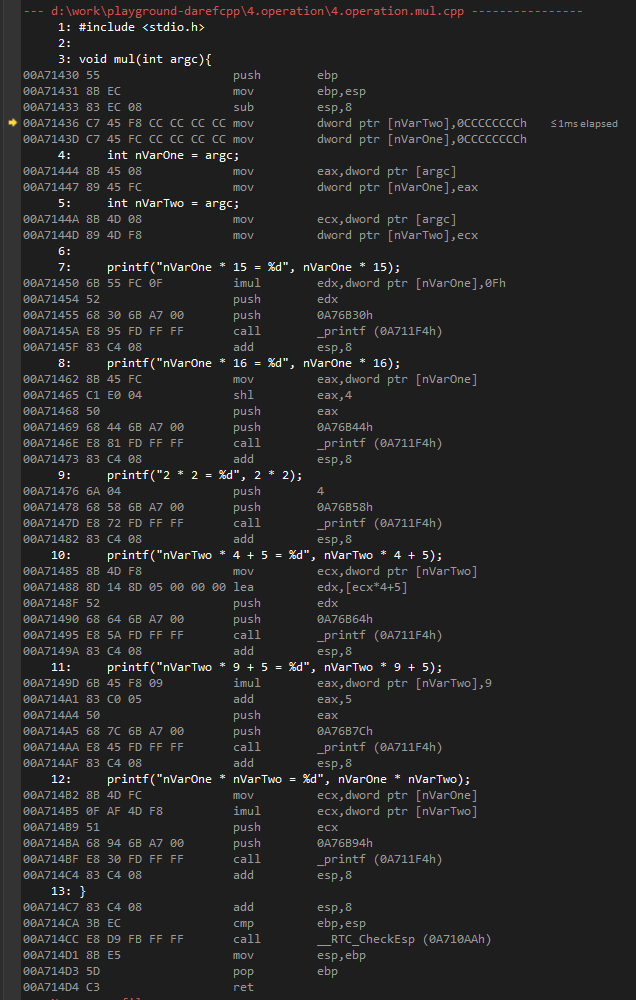 --- d:\work\playground-darefcpp\4.operation\4.operation.mul.cpp ----------------
1: #include <stdio.h>
2:
3: void mul(int argc){
00A71430 55 push ebp
00A71431 8B EC mov ebp,esp
00A71433 83 EC 08 sub esp,8
00A71436 C7 45 F8 CC CC CC CC mov dword ptr [nVarTwo],0CCCCCCCCh ≤1ms elapsed
00A7143D C7 45 FC CC CC CC CC mov dword ptr [nVarOne],0CCCCCCCCh
4: int nVarOne = argc;
00A71444 8B 45 08 mov eax,dword ptr [argc]
00A71447 89 45 FC mov dword ptr [nVarOne],eax
5: int nVarTwo = argc;
00A7144A 8B 4D 08 mov ecx,dword ptr [argc]
00A7144D 89 4D F8 mov dword ptr [nVarTwo],ecx
6:
7: printf("nVarOne * 15 = %d", nVarOne * 15);
00A71450 6B 55 FC 0F imul edx,dword ptr [nVarOne],0Fh
00A71454 52 push edx
00A71455 68 30 6B A7 00 push 0A76B30h
00A7145A E8 95 FD FF FF call _printf (0A711F4h)
00A7145F 83 C4 08 add esp,8
8: printf("nVarOne * 16 = %d", nVarOne * 16);
00A71462 8B 45 FC mov eax,dword ptr [nVarOne]
00A71465 C1 E0 04 shl eax,4
00A71468 50 push eax
00A71469 68 44 6B A7 00 push 0A76B44h
00A7146E E8 81 FD FF FF call _printf (0A711F4h)
00A71473 83 C4 08 add esp,8
9: printf("2 * 2 = %d", 2 * 2);
00A71476 6A 04 push 4
00A71478 68 58 6B A7 00 push 0A76B58h
00A7147D E8 72 FD FF FF call _printf (0A711F4h)
00A71482 83 C4 08 add esp,8
10: printf("nVarTwo * 4 + 5 = %d", nVarTwo * 4 + 5);
00A71485 8B 4D F8 mov ecx,dword ptr [nVarTwo]
00A71488 8D 14 8D 05 00 00 00 lea edx,[ecx*4+5]
00A7148F 52 push edx
00A71490 68 64 6B A7 00 push 0A76B64h
00A71495 E8 5A FD FF FF call _printf (0A711F4h)
00A7149A 83 C4 08 add esp,8
11: printf("nVarTwo * 9 + 5 = %d", nVarTwo * 9 + 5);
00A7149D 6B 45 F8 09 imul eax,dword ptr [nVarTwo],9
00A714A1 83 C0 05 add eax,5
00A714A4 50 push eax
00A714A5 68 7C 6B A7 00 push 0A76B7Ch
00A714AA E8 45 FD FF FF call _printf (0A711F4h)
00A714AF 83 C4 08 add esp,8
12: printf("nVarOne * nVarTwo = %d", nVarOne * nVarTwo);
00A714B2 8B 4D FC mov ecx,dword ptr [nVarOne]
00A714B5 0F AF 4D F8 imul ecx,dword ptr [nVarTwo]
00A714B9 51 push ecx
00A714BA 68 94 6B A7 00 push 0A76B94h
00A714BF E8 30 FD FF FF call _printf (0A711F4h)
00A714C4 83 C4 08 add esp,8
13: }
00A714C7 83 C4 08 add esp,8
00A714CA 3B EC cmp ebp,esp
00A714CC E8 D9 FB FF FF call __RTC_CheckEsp (0A710AAh)
00A714D1 8B E5 mov esp,ebp
00A714D3 5D pop ebp
00A714D4 C3 ret